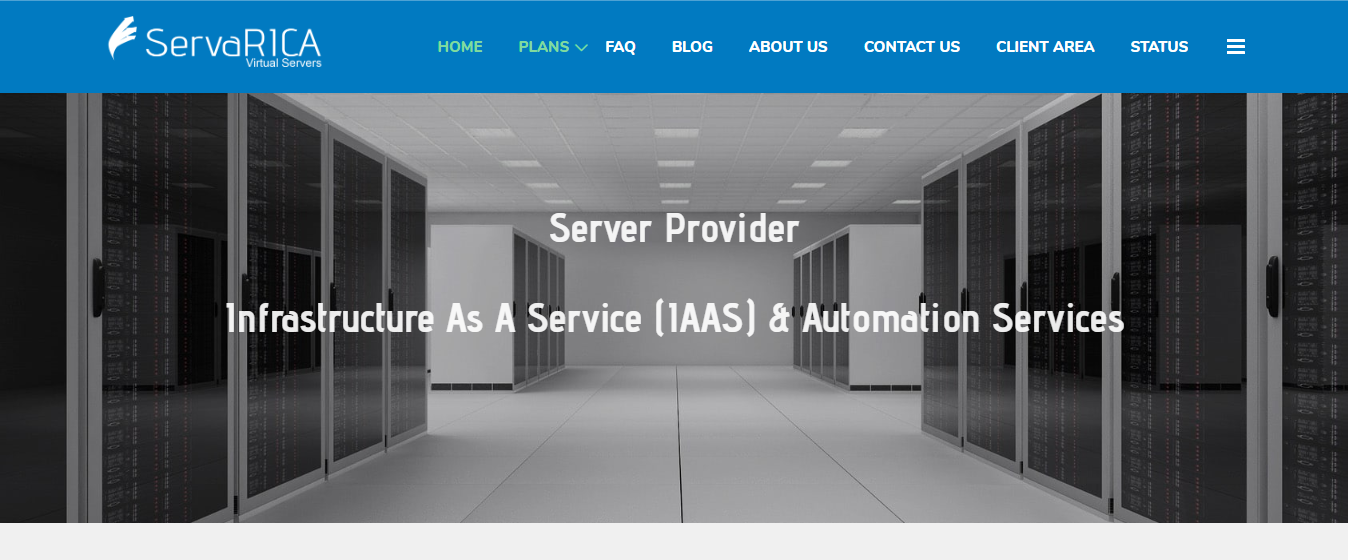 ServaRICA
Virtual Servers
HOME PLANS FAQ BLOG ABOUT US CONTACT US CLIENT AREA STATUS
Server Provider
Infrastructure As A Service (IAAS) & Automation Services